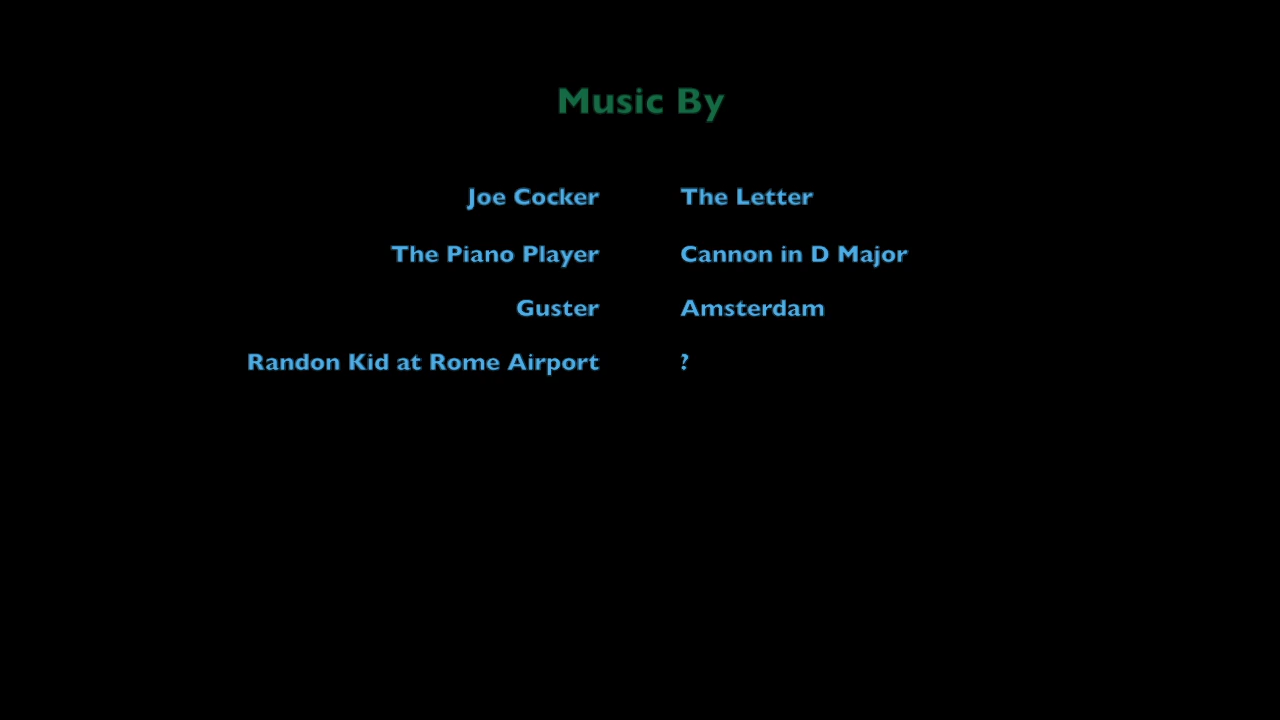 Music By
Joe Cocker The Letter
The Piano Player Cannon in D Major
Guster Amsterdam
Randon Kid at Rome Airport ?